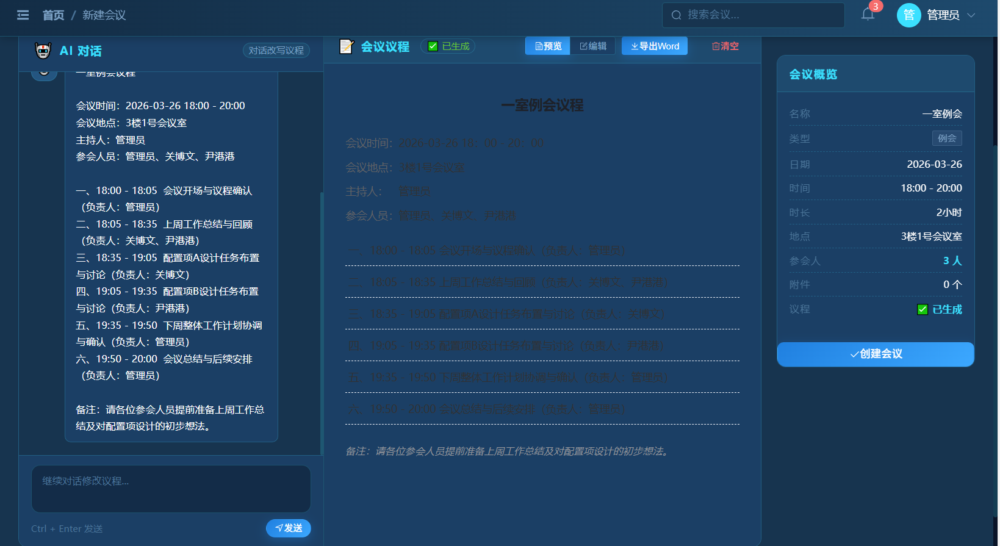 首页 / 新建会议
搜索会议...
3
管 管理员
AI 对话
对话改写议程
一室例会议程
会议时间：2026-03-26 18:00 - 20:00
会议地点：3楼1号会议室
主持人：管理员
参会人员：管理员、关博文、尹港港
一、18:00 - 18:05 会议开场与议程确认
（负责人：管理员）
二、18:05 - 18:35 上周工作总结与回顾
（负责人：关博文、尹港港）
三、18:35 - 19:05 配置项A设计任务布置
与讨论（负责人：关博文）
四、19:05 - 19:35 配置项B设计任务布置
与讨论（负责人：尹港港）
五、19:35 - 19:50 下周整体工作计划协调
与确认（负责人：管理员）
六、19:50 - 20:00 会议总结与后续安排
（负责人：管理员）
备注：请各位参会人员提前准备上周工作总
结及对配置项设计的初步想法。
继续对话修改议程...
Ctrl + Enter 发送
发送
会议议程
已生成
预览
编辑
导出Word
清空
一室例会议程
会议时间：2026-03-26 18：00 - 20：00
会议地点：3楼1号会议室
主持人： 管理员
参会人员：管理员、关博文、尹港港
一、18:00 - 18:05 会议开场与议程确认（负责人：管理员）
二、18:05 - 18:35 上周工作总结与回顾（负责人：关博文、尹港港）
三、18:35 - 19:05 配置项A设计任务布置与讨论（负责人：关博文）
四、19:05 - 19:35 配置项B设计任务布置与讨论（负责人：尹港港）
五、19:35 - 19:50 下周整体工作计划协调与确认（负责人：管理员）
六、19:50 - 20:00 会议总结与后续安排（负责人：管理员）
备注：请各位参会人员提前准备上周工作总结及对配置项设计的初步想法。
会议概览
名称 一室例会
类型 例会
日期 2026-03-26
时间 18:00 - 20:00
时长 2小时
地点 3楼1号会议室
参会人 3 人
附件 0 个
议程 已生成
创建会议